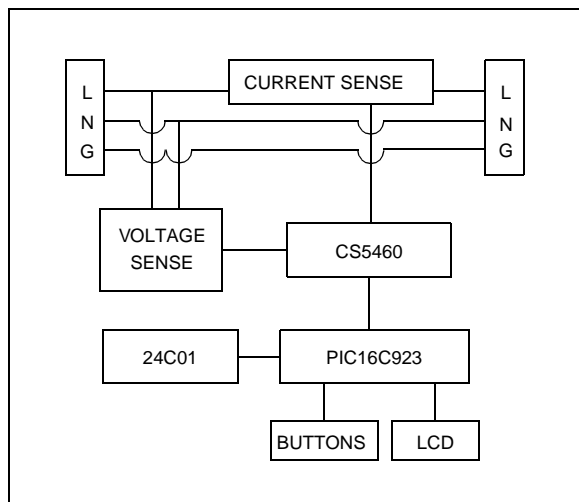 CURRENT SENSE
L
N
G
L
N
G
VOLTAGE
SENSE
CS5460
24C01
PIC16C923
BUTTONS
LCD